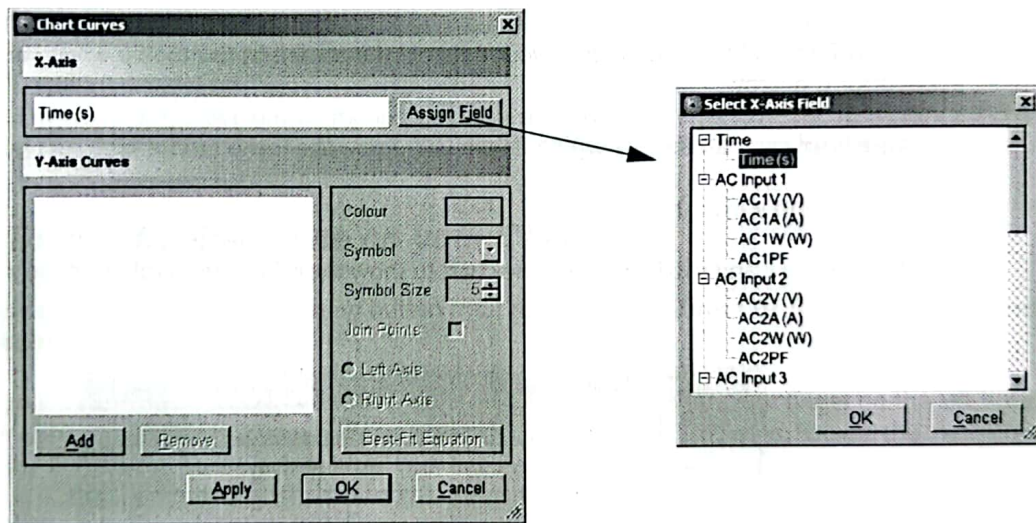 Chart Curves
X-Axis
Time (s)
Assign Field
Y-Axis Curves
Colour
Symbol
Symbol Size
5
Join Points
Left Axis
Right Axis
Add
Remove
Best-Fit Equation
Apply
OK
Cancel
Select X-Axis Field
Time
Time (s)
AC Input 1
AC1V (V)
AC1A (A)
AC1W (W)
AC1PF
AC Input 2
AC2V (V)
AC2A (A)
AC2W (W)
AC2PF
AC Input 3
OK
Cancel